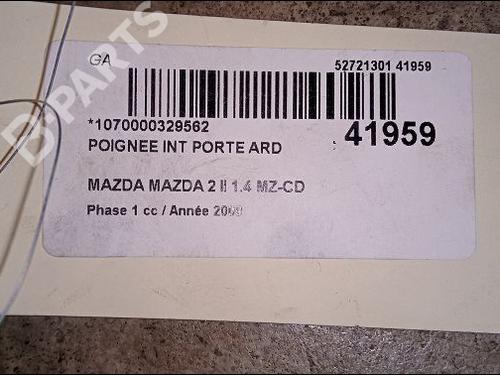 GA
52721301 41959
*1070000329562
41959
POIGNEE INT PORTE ARD
MAZDA MAZDA 2 II 1.4 MZ-CD
Phase 1 cc / Année
D-PARTS